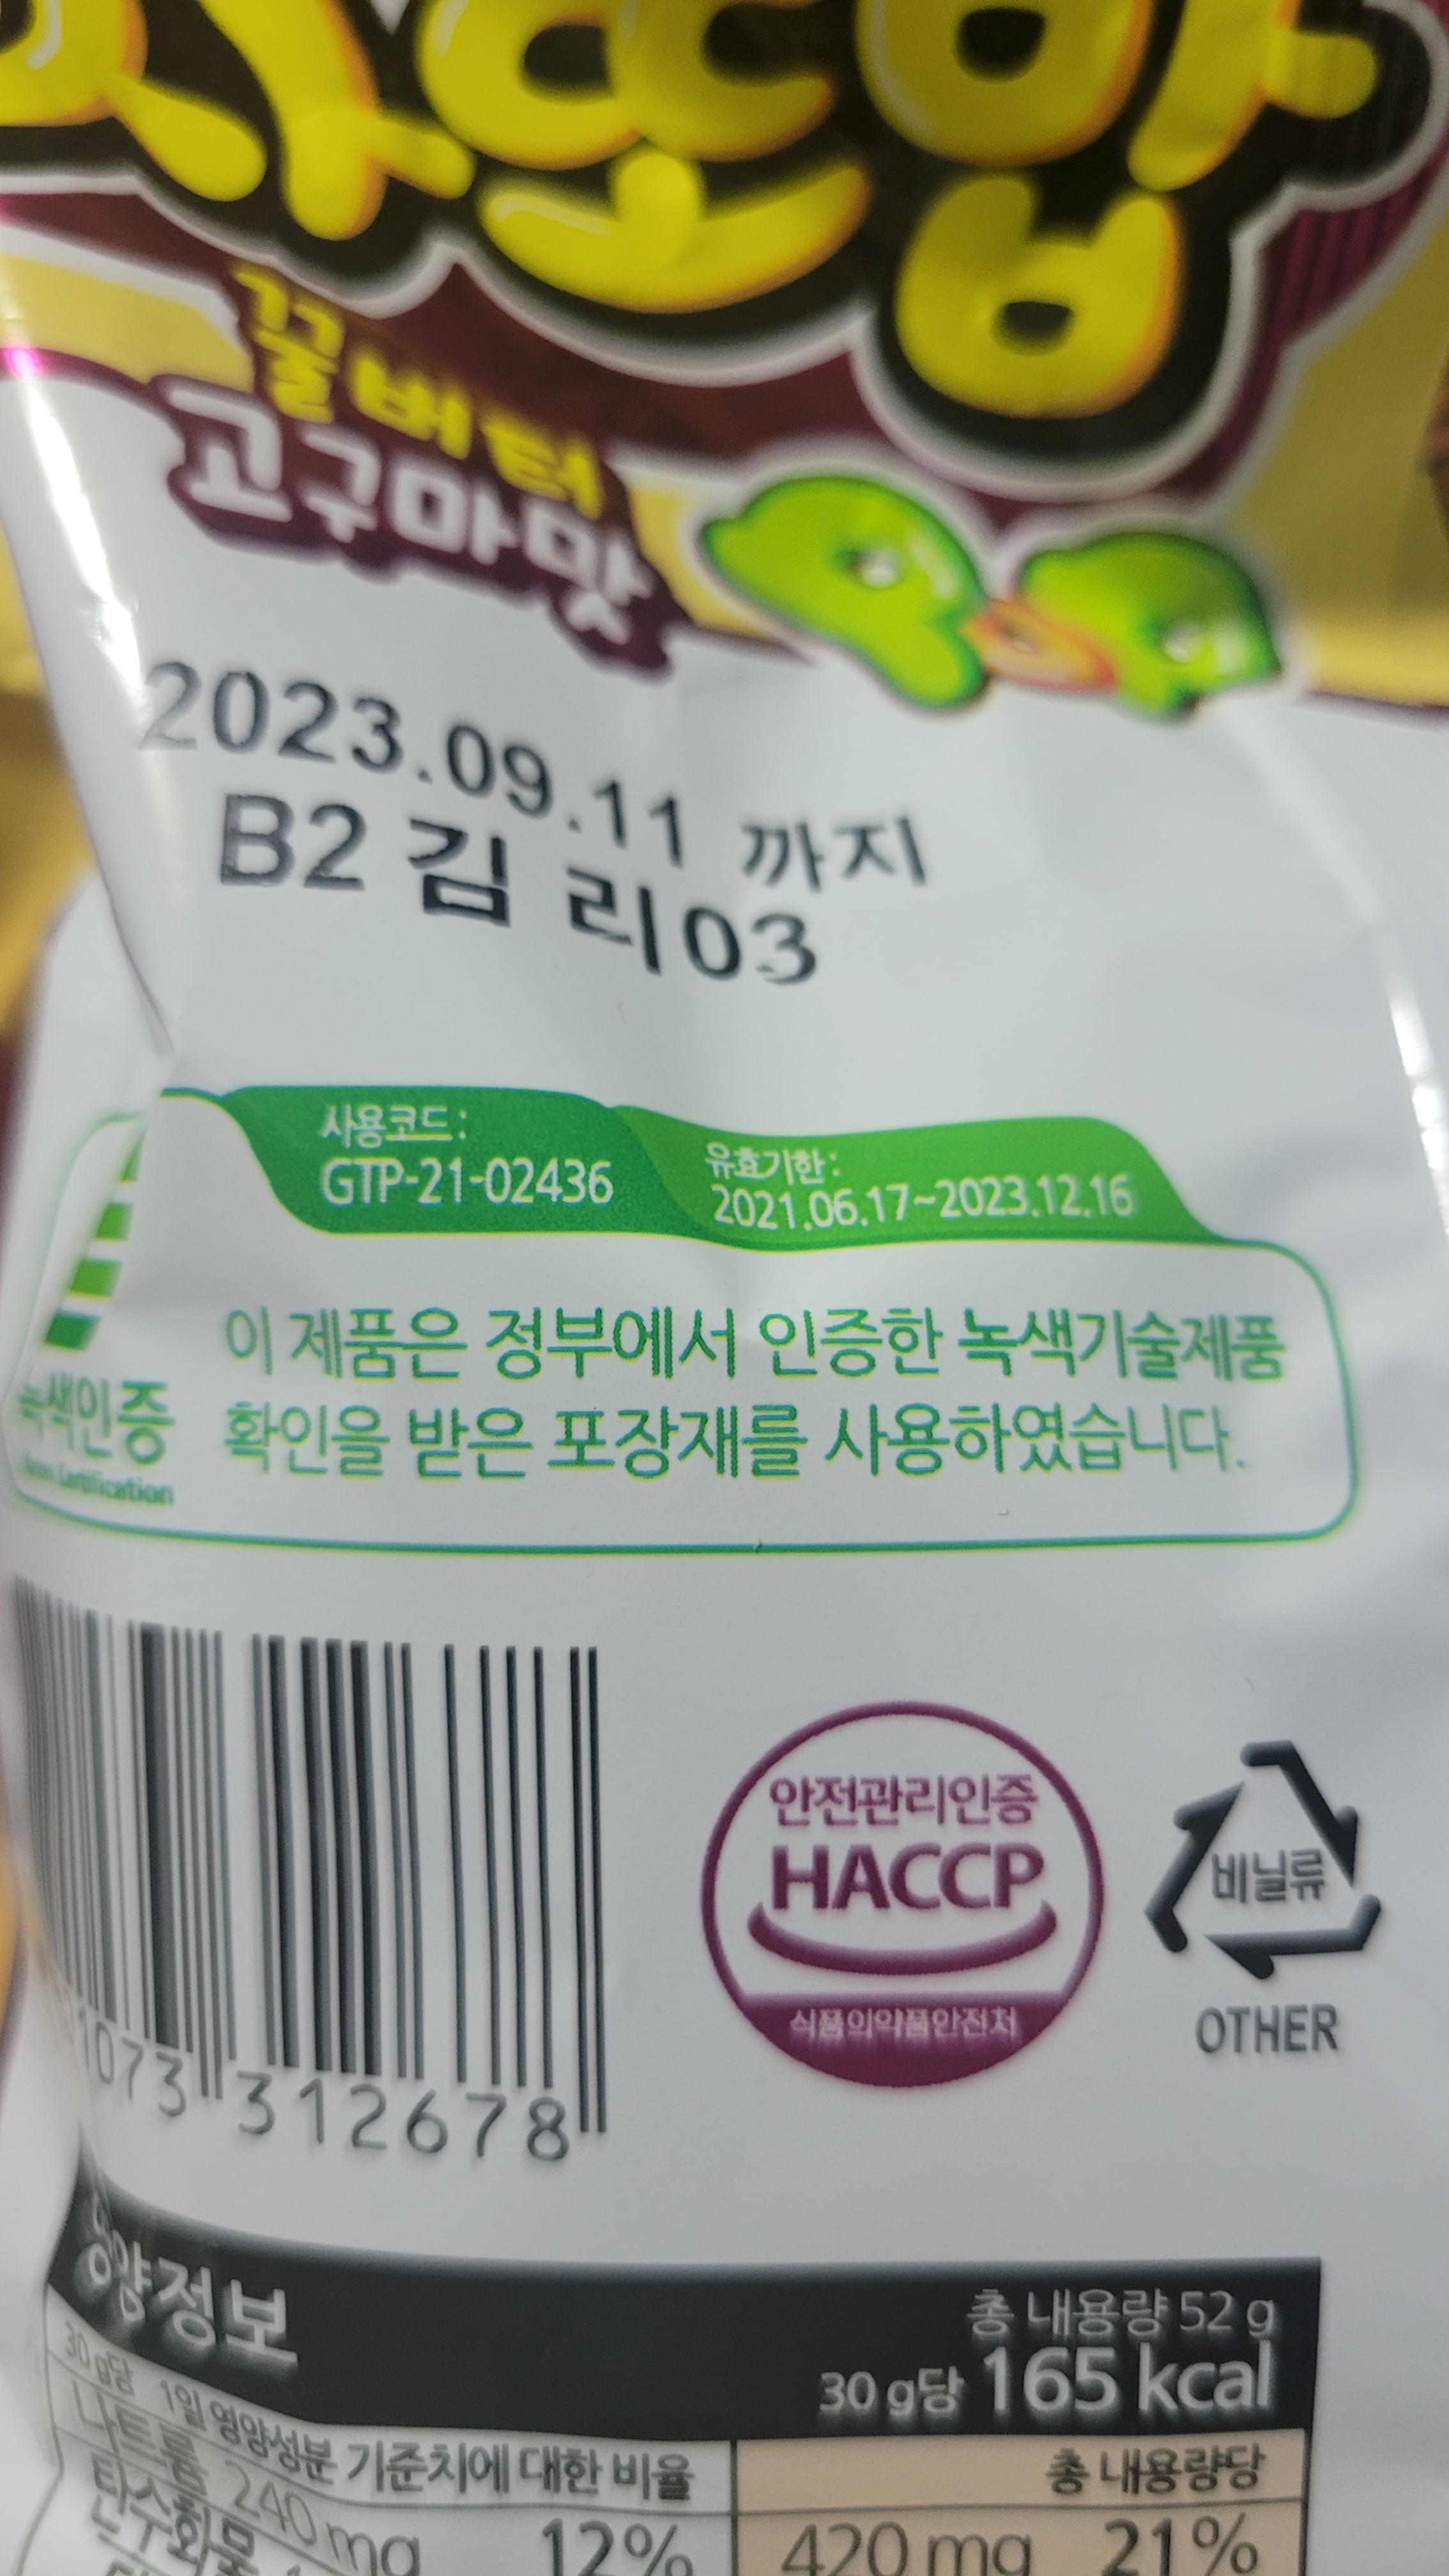 또밥
꿀버터
고구마맛
2023.09.11 까지
B2 김 리03
사용코드:
GTP-21-02436
유효기한:
2021.06.17~2023.12.16
이 제품은 정부에서 인증한 녹색기술제품
확인을 받은 포장재를 사용하였습니다.
녹색인증
Certification
1073 312678
안전관리인증
HACCP
식품의약품안전처
비닐류
OTHER
영양정보
총 내용량 52 g
30 g당 165 kcal
30 g당 1일 영양성분 기준치에 대한 비율
총 내용량당
나트륨 240 mg 12%
420 mg 21%
탄수화물